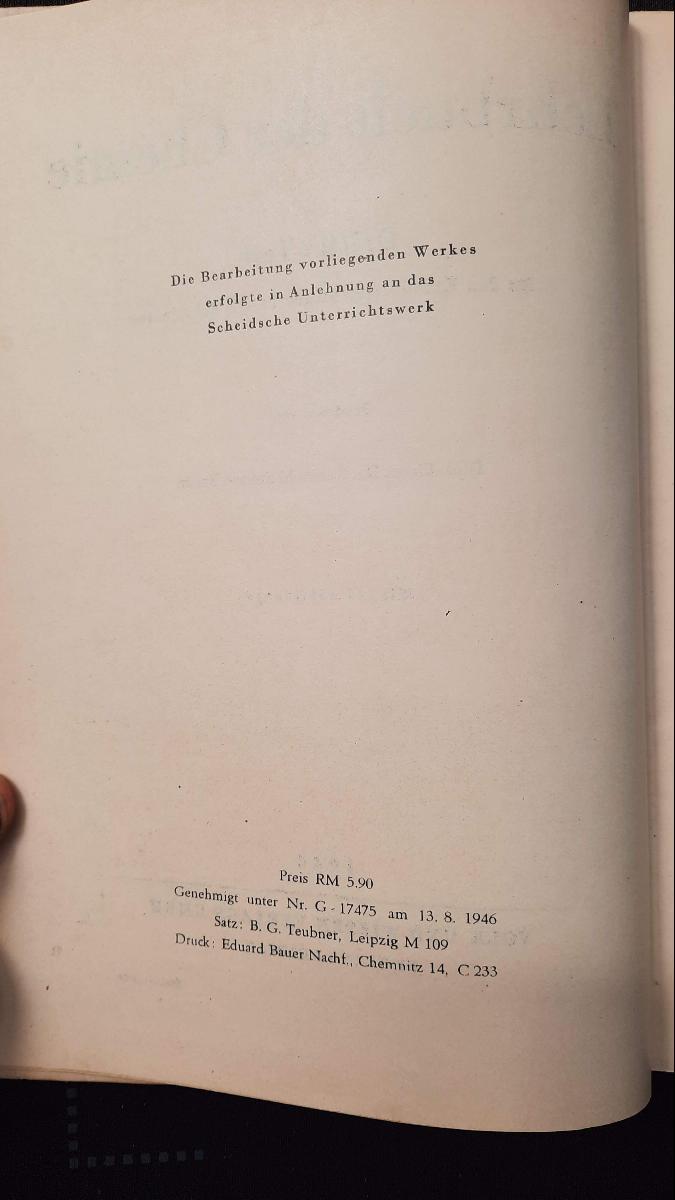 Die Bearbeitung vorliegenden Werkes
erfolgte in Anlehnung an das
Scheidsche Unterrichtswerk
Preis RM 5.90
Genehmigt unter Nr. G - 17475 am 13. 8. 1946
Satz: B. G. Teubner, Leipzig M 109
Druck: Eduard Bauer Nachf., Chemnitz 14, C 233